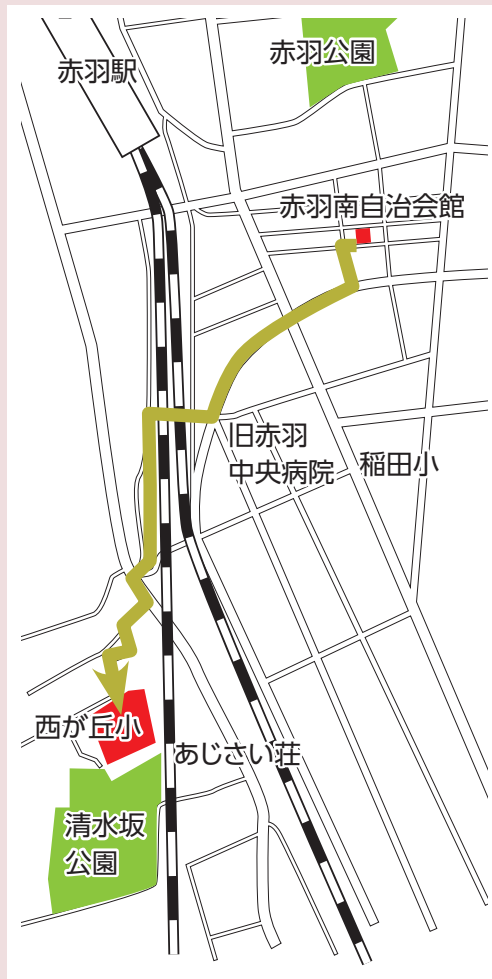 赤羽公園
赤羽駅
赤羽南自治会館
旧赤羽
中央病院
稲田小
西が丘小
あじさい荘
清水坂
公園